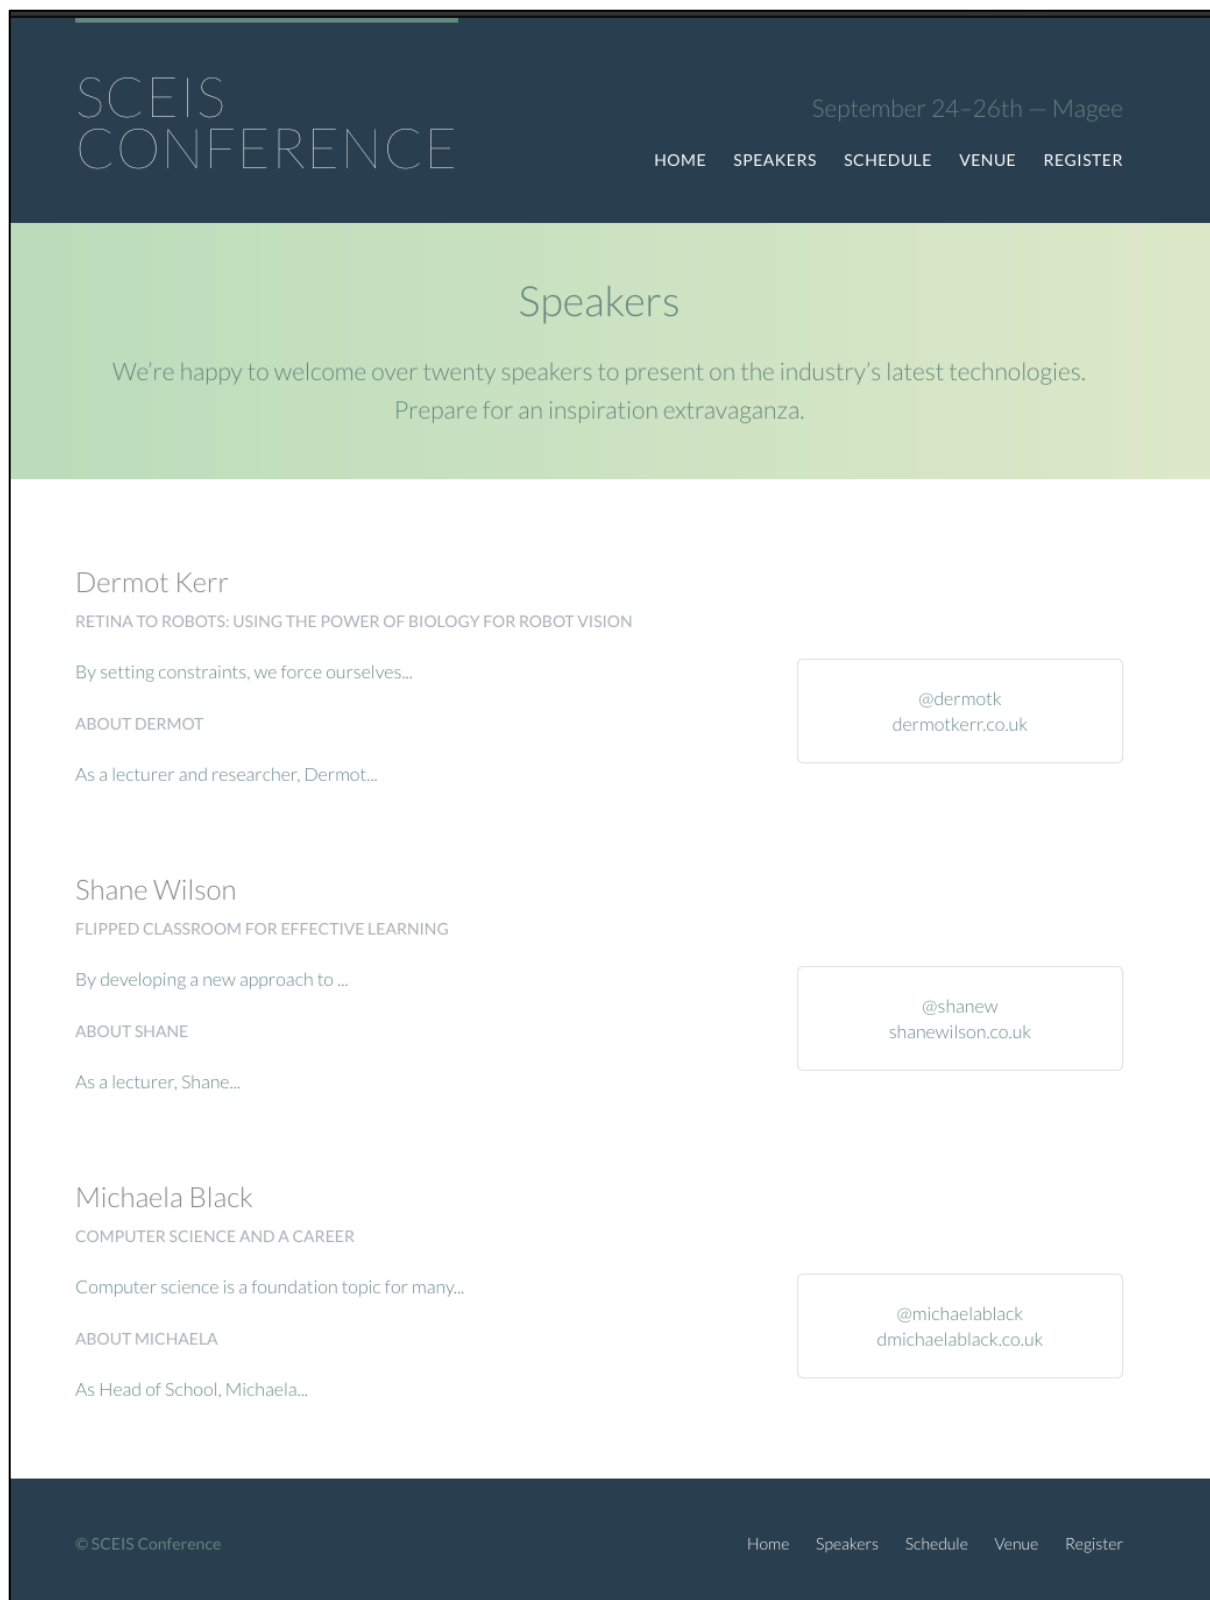 SCEIS
CONFERENCE
September 24–26th — Magee
HOME SPEAKERS SCHEDULE VENUE REGISTER
Speakers
We’re happy to welcome over twenty speakers to present on the industry’s latest technologies.
Prepare for an inspiration extravaganza.
Dermot Kerr
RETINA TO ROBOTS: USING THE POWER OF BIOLOGY FOR ROBOT VISION
By setting constraints, we force ourselves...
ABOUT DERMOT
As a lecturer and researcher, Dermot...
@dermotk
dermotkerr.co.uk
Shane Wilson
FLIPPED CLASSROOM FOR EFFECTIVE LEARNING
By developing a new approach to ...
ABOUT SHANE
As a lecturer, Shane...
@shanew
shanewilson.co.uk
Michaela Black
COMPUTER SCIENCE AND A CAREER
Computer science is a foundation topic for many...
ABOUT MICHAELA
As Head of School, Michaela...
@michaelablack
dmichaelablack.co.uk
© SCEIS Conference
Home Speakers Schedule Venue Register